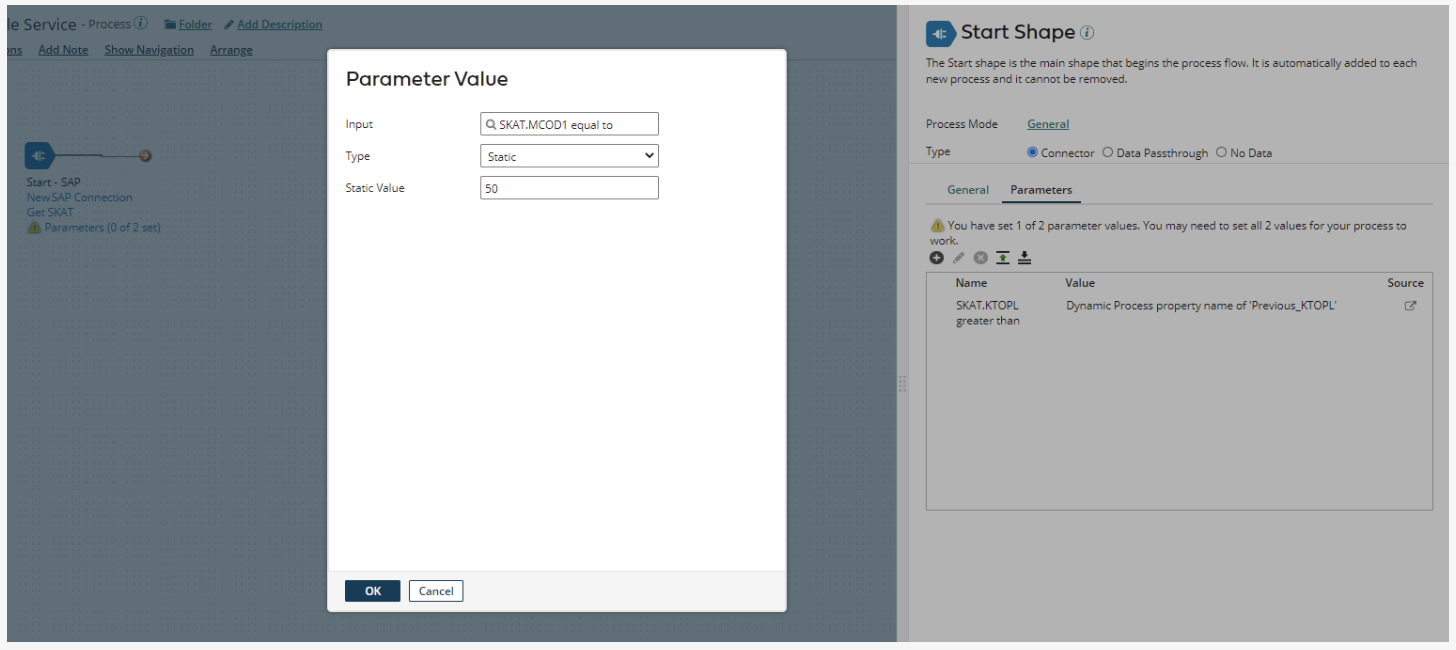 le Service - Process i Folder Add Description
ons Add Note Show Navigation Arrange
Start - SAP
New SAP Connection
Get SKAT
Parameters (0 of 2 set)
Parameter Value
Input
SKAT.MCOD1 equal to
Type
Static
Static Value
50
OK
Cancel
Start Shape i
The Start shape is the main shape that begins the process flow. It is automatically added to each
new process and it cannot be removed.
Process Mode General
Type Connector Data Passthrough No Data
General Parameters
You have set 1 of 2 parameter values. You may need to set all 2 values for your process to
work.
Name Value Source
SKAT.KTOPL Dynamic Process property name of 'Previous_KTOPL'
greater than